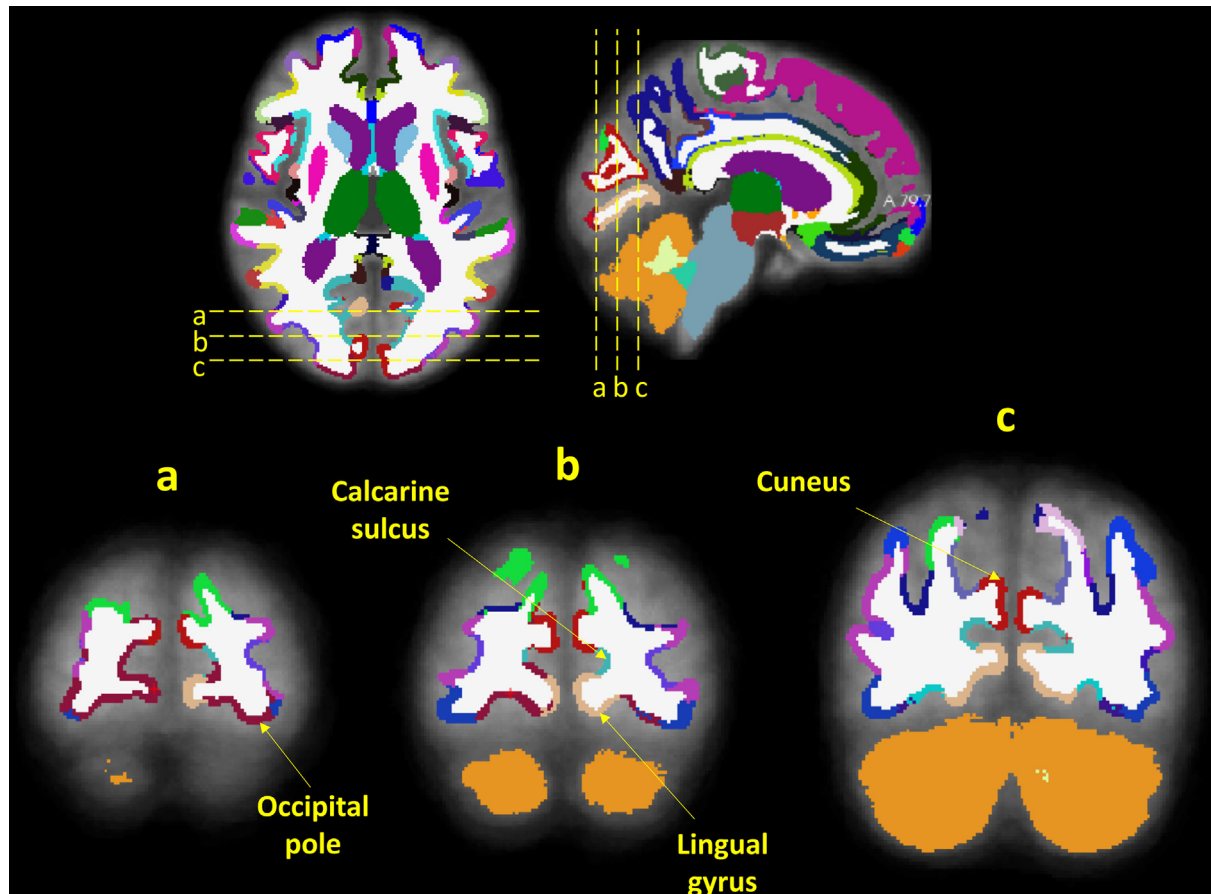 A 79.7
a
b
c
a b c
a
b
c
Calcarine
sulcus
Cuneus
Occipital
pole
Lingual
gyrus